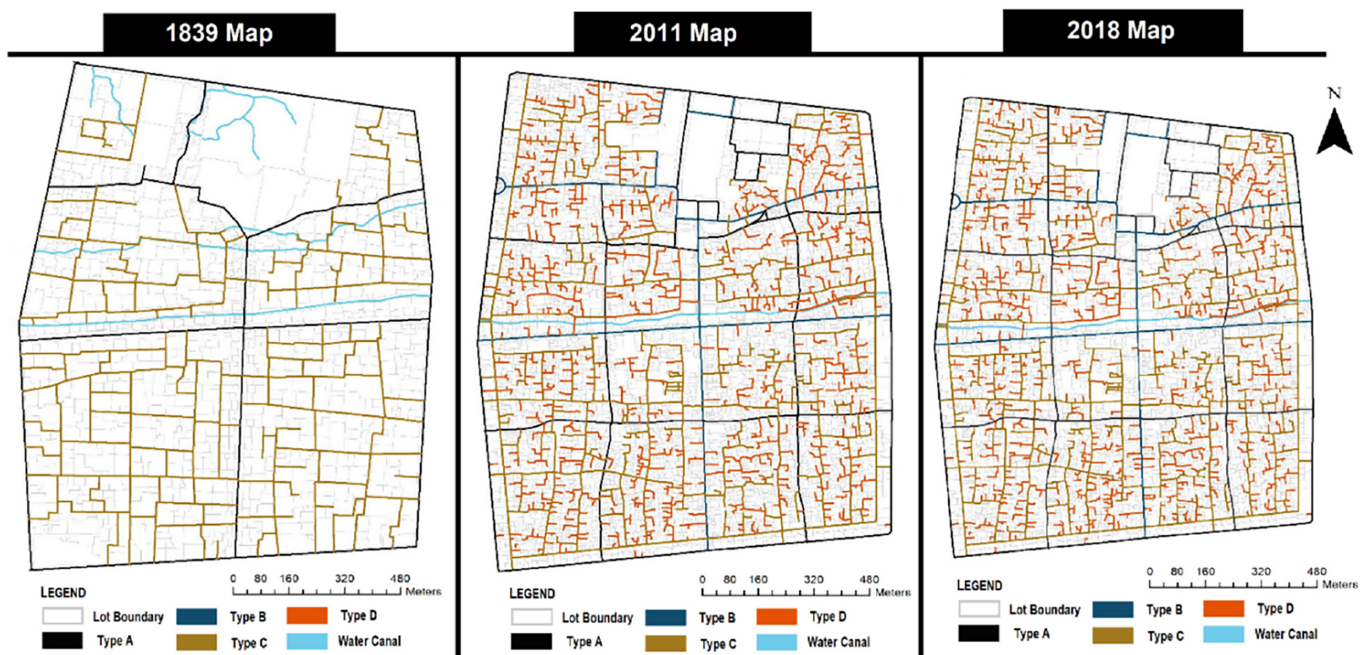 1839 Map
2011 Map
2018 Map
N
0 80 160 320 480
Meters
LEGEND
Lot Boundary Type B Type D
Type A Type C Water Canal
0 80 160 320 480
Meters
LEGEND
Lot Boundary Type B Type D
Type A Type C Water Canal
0 80 160 320 480
Meters
LEGEND
Lot Boundary Type B Type D
Type A Type C Water Canal